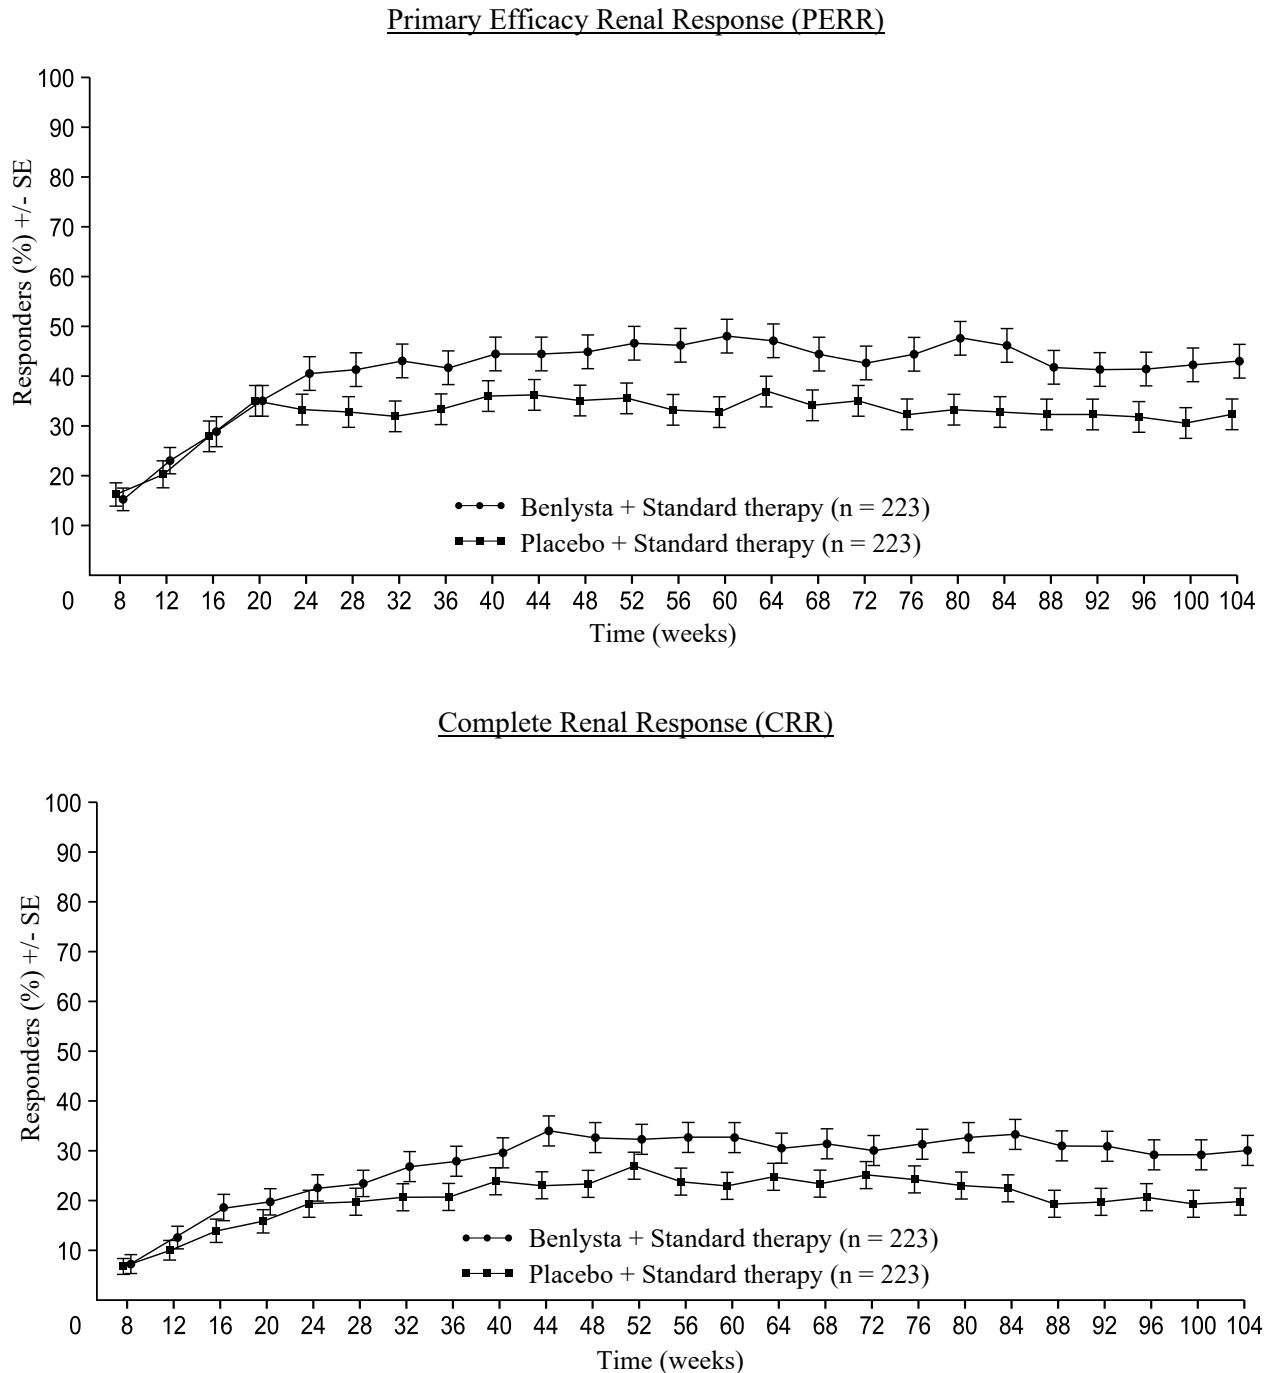 Primary Efficacy Renal Response (PERR)
100
90
80
70
60
50
40
30
20
10
Responders (%) +/- SE
Benlysta + Standard therapy (n = 223)
Placebo + Standard therapy (n = 223)
0 8 12 16 20 24 28 32 36 40 44 48 52 56 60 64 68 72 76 80 84 88 92 96 100 104
Time (weeks)
Complete Renal Response (CRR)
100
90
80
70
60
50
40
30
20
10
Responders (%) +/- SE
Benlysta + Standard therapy (n = 223)
Placebo + Standard therapy (n = 223)
0 8 12 16 20 24 28 32 36 40 44 48 52 56 60 64 68 72 76 80 84 88 92 96 100 104
Time (weeks)